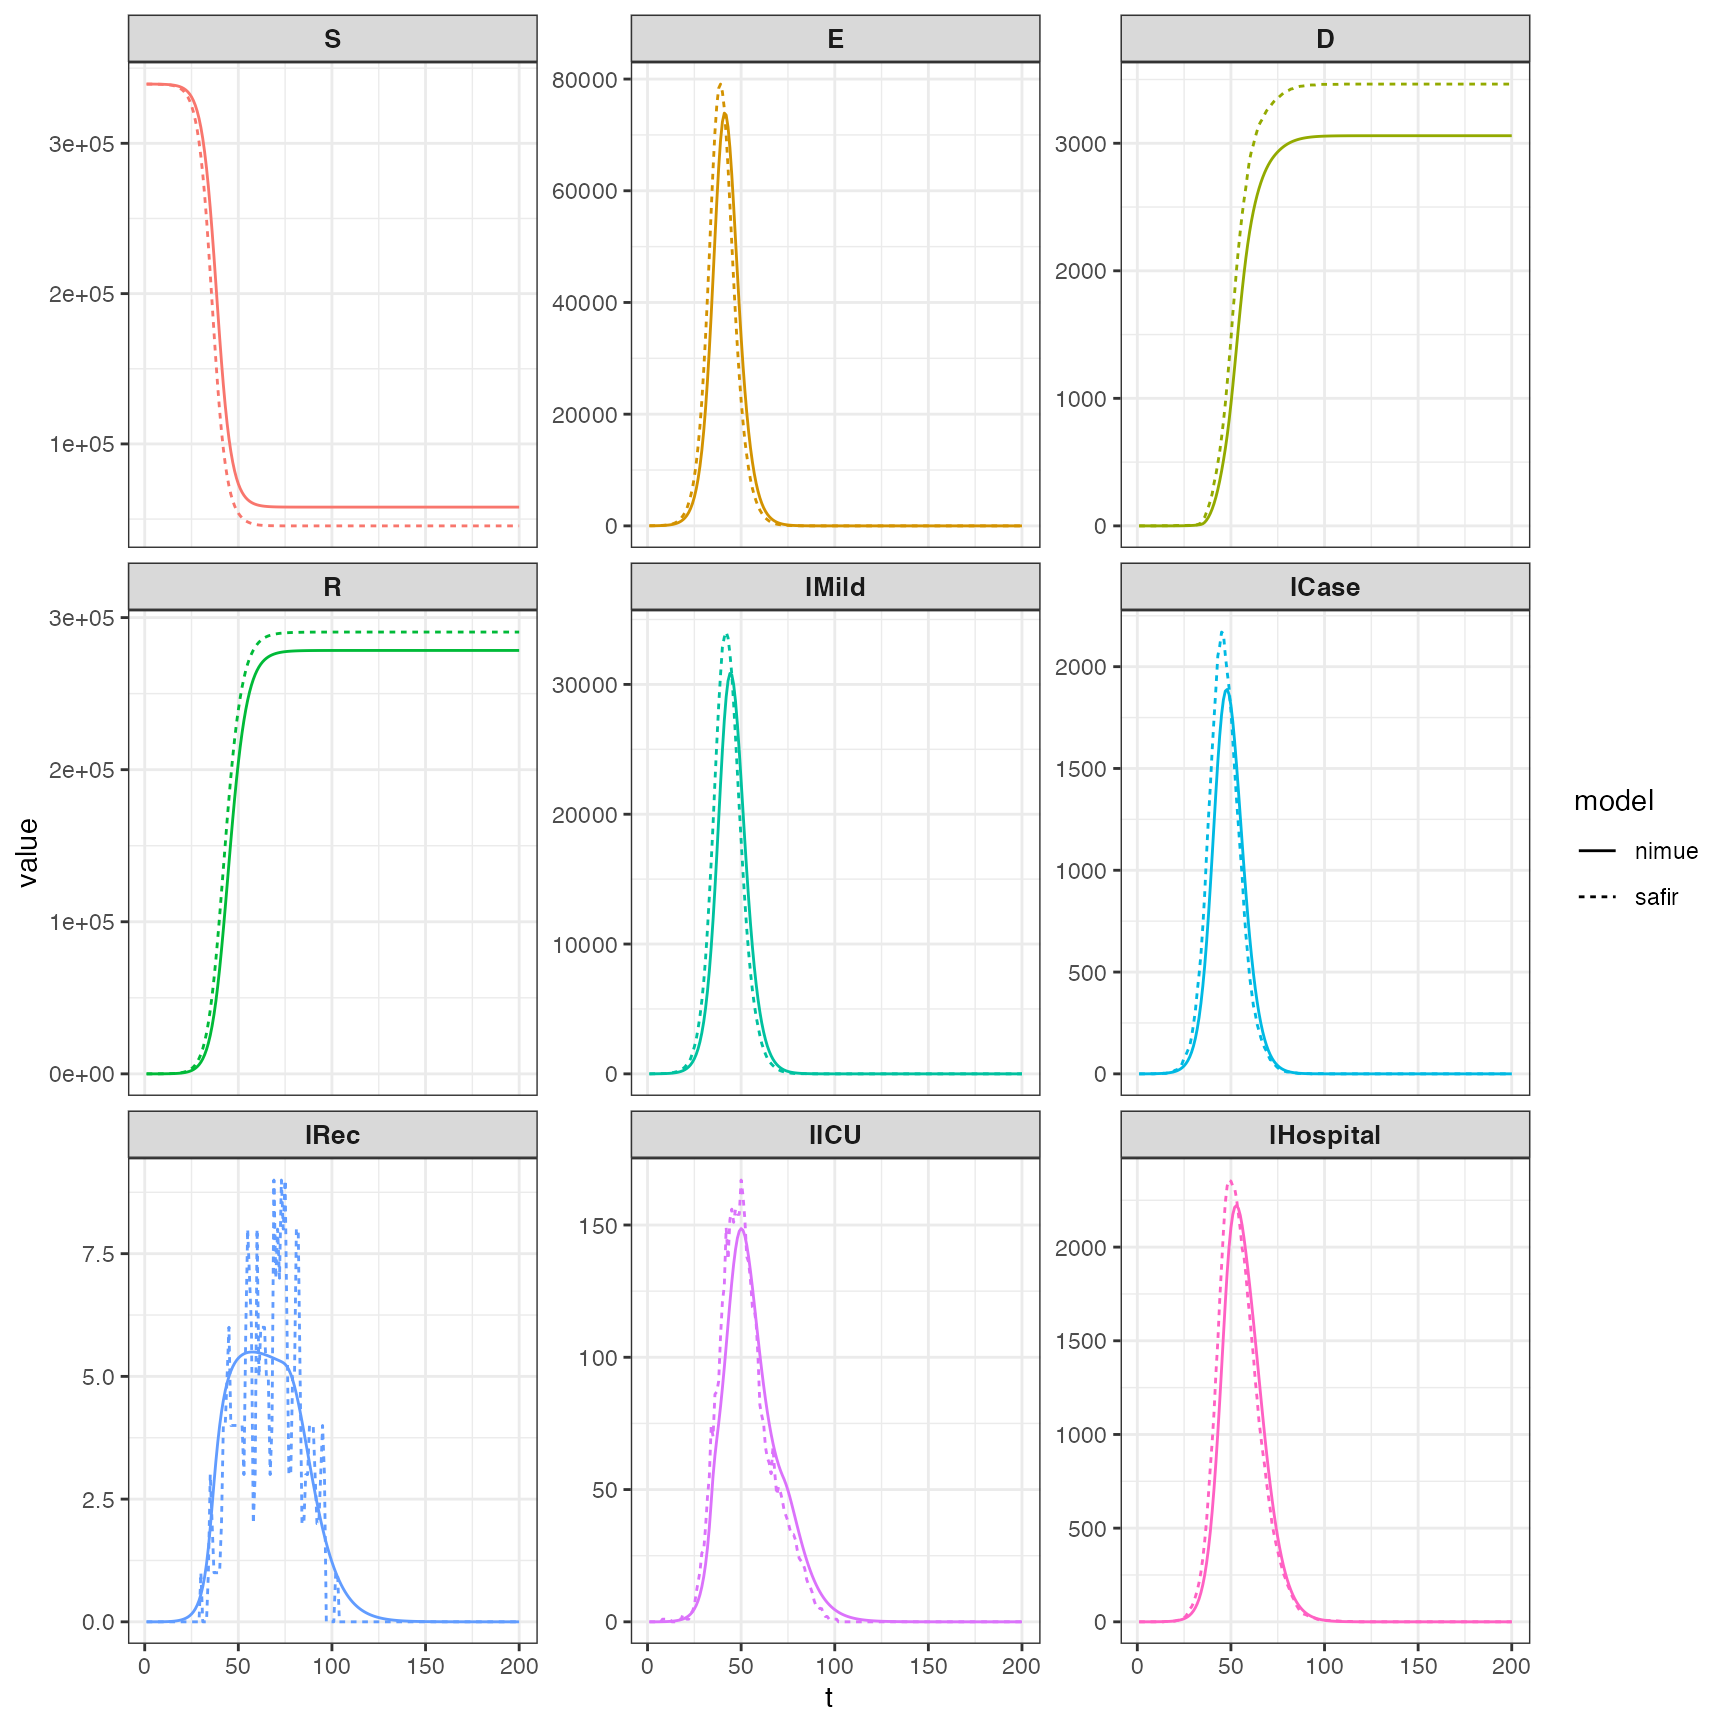 S
E
D
3e+05
2e+05
1e+05
80000
60000
40000
20000
0
3000
2000
1000
0
R
IMild
ICase
3e+05
2e+05
1e+05
0e+00
30000
20000
10000
0
2000
1500
1000
500
0
IRec
IICU
IHospital
7.5
5.0
2.5
0.0
150
100
50
0
2000
1500
1000
500
0
0 50 100 150 200
0 50 100 150 200
0 50 100 150 200
t
value
model
nimue
safir